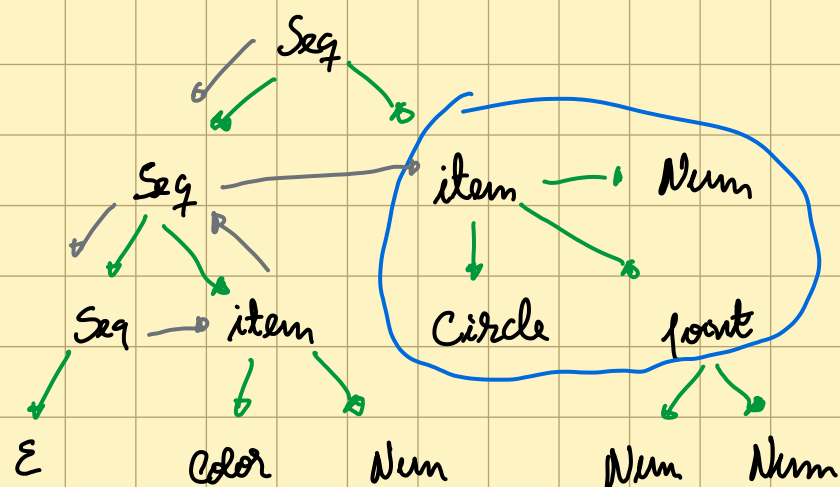 Seq
Seq item Num
Seq item Circle Point
ε Color Num Num Num